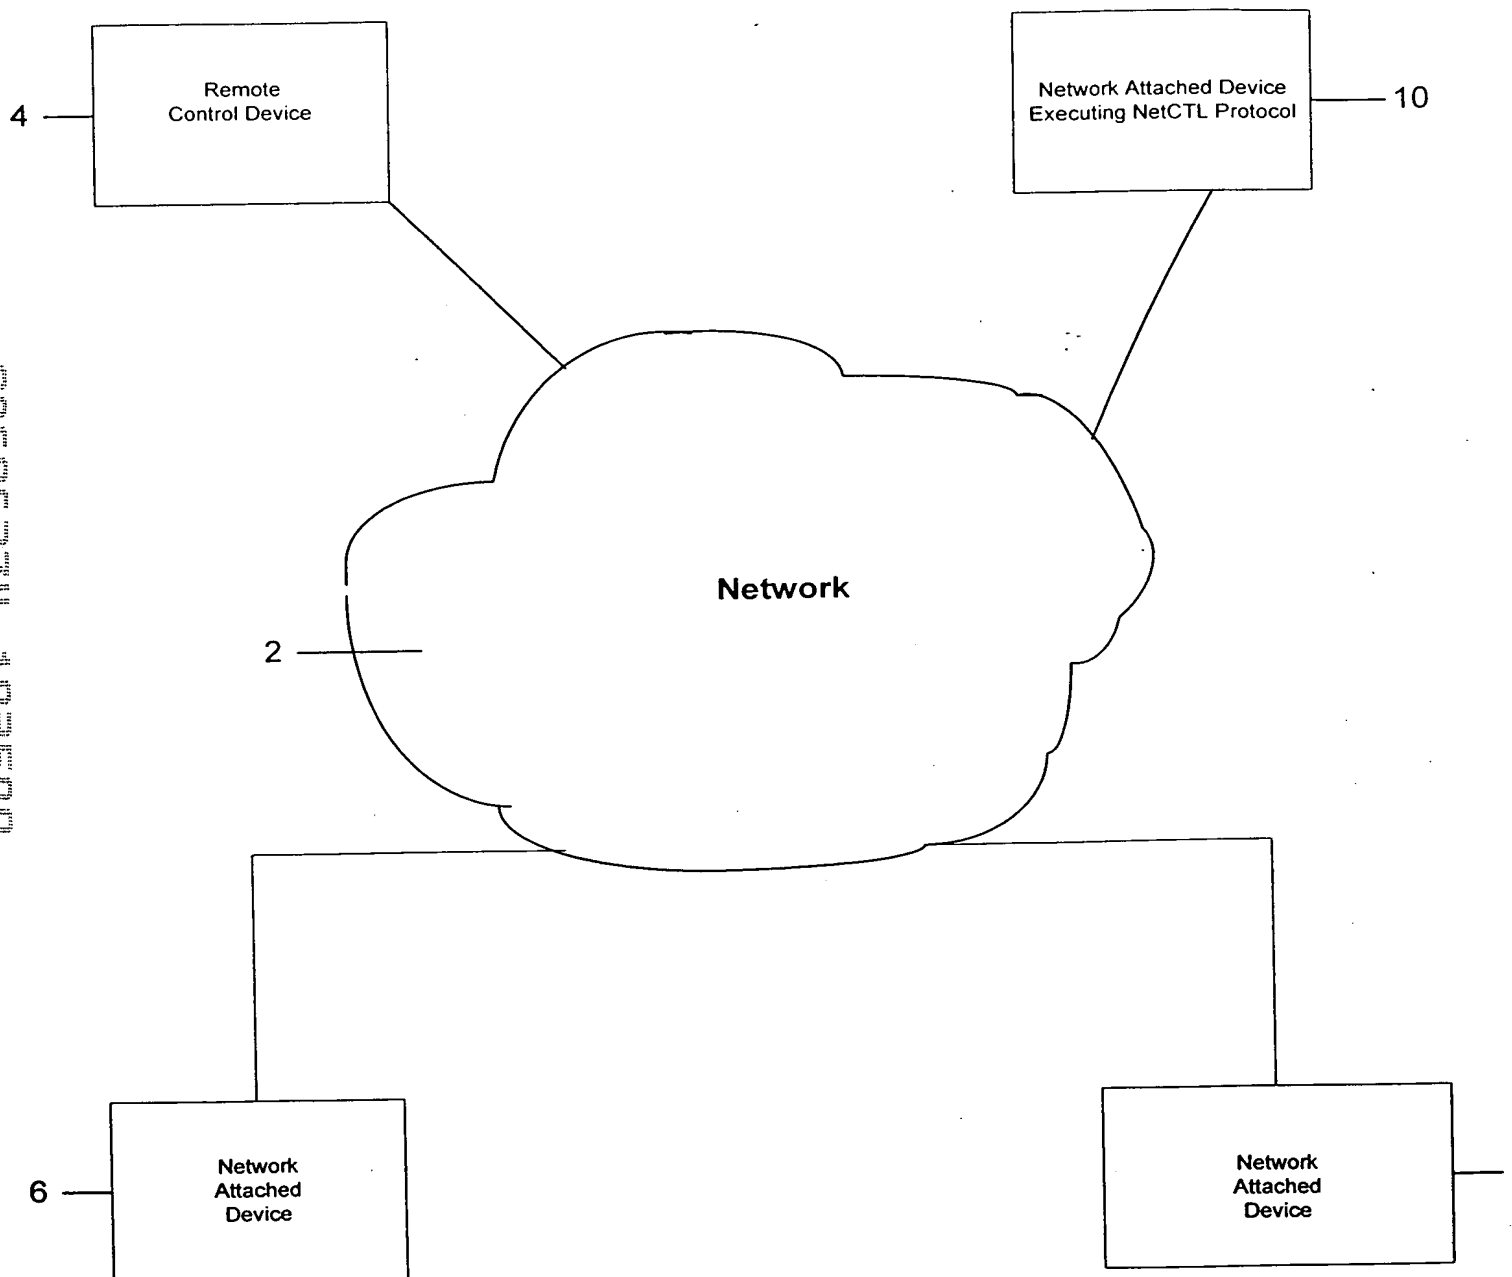 Remote
Control Device
4
Network Attached Device
Executing NetCTL Protocol
10
Network
2
Network
Attached
Device
6
Network
Attached
Device